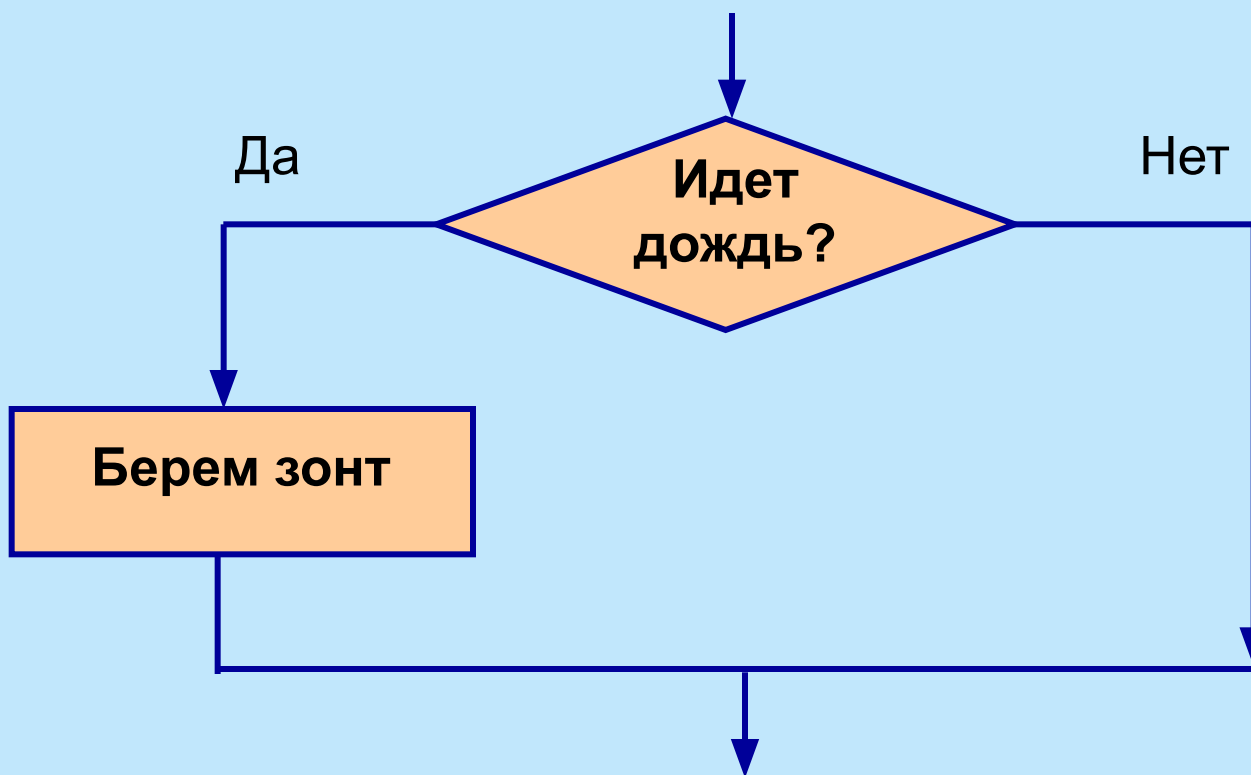 Да
Идет
дождь?
Нет
Берем зонт